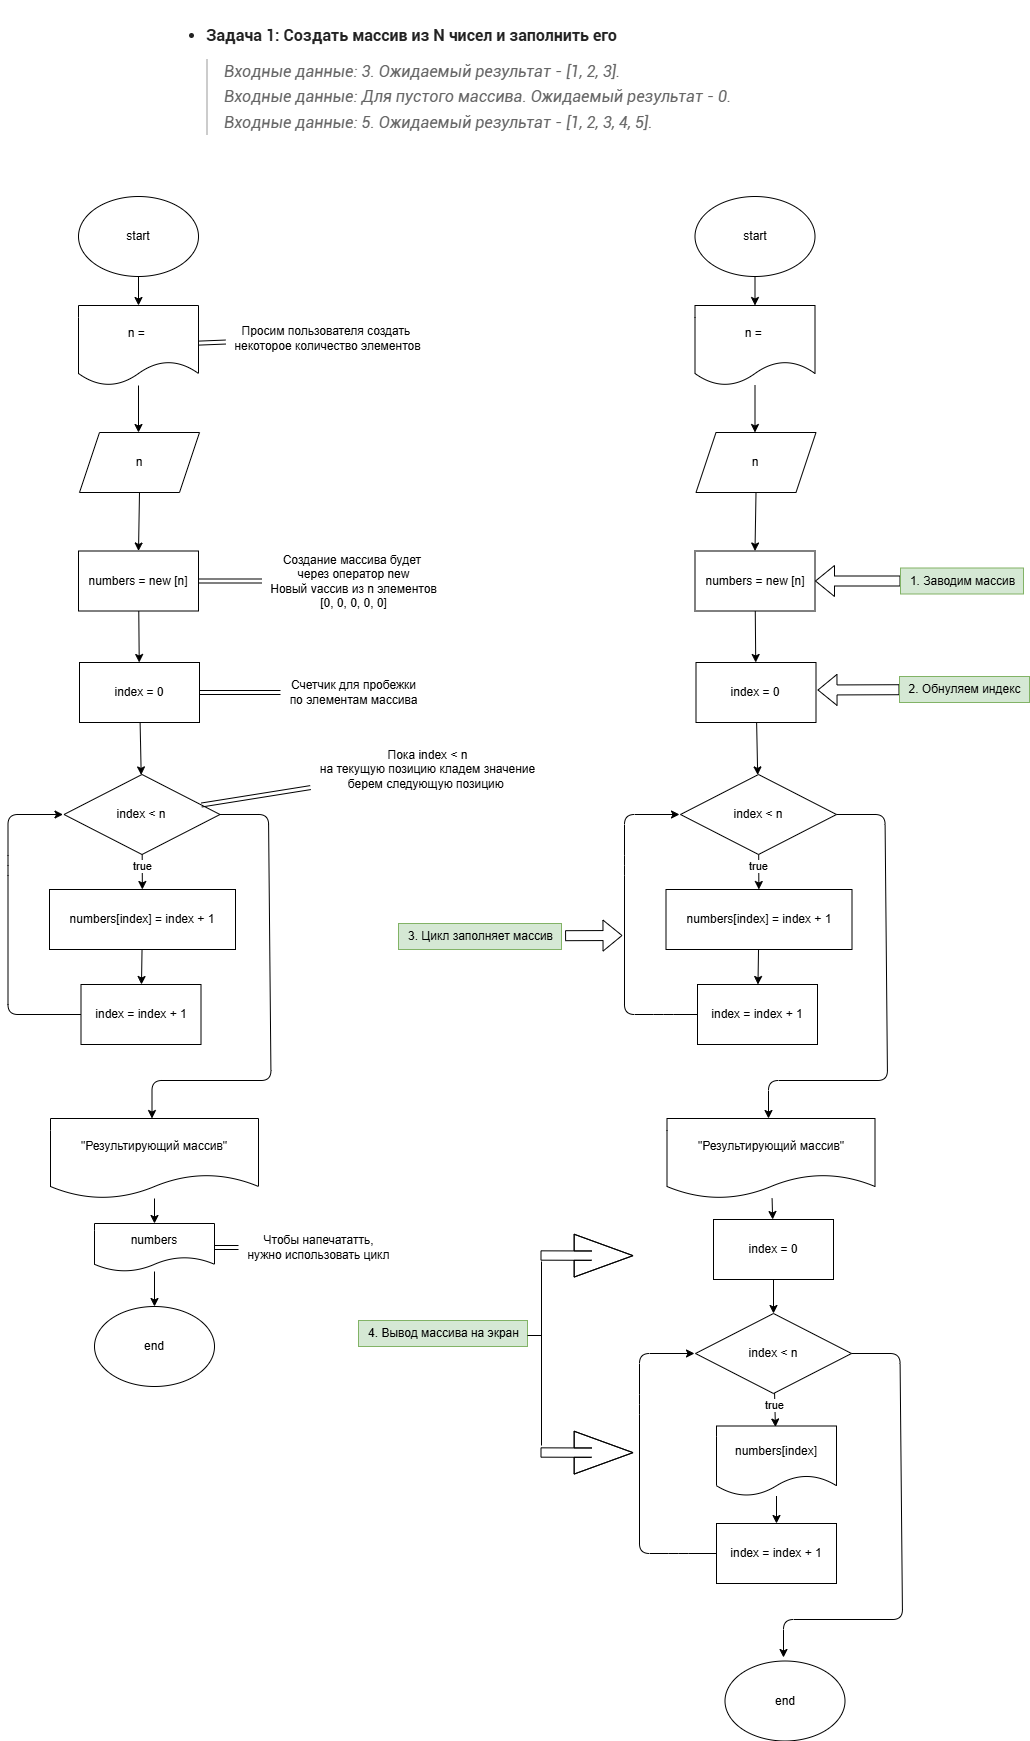 Задача 1: Создать массив из N чисел и заполнить его
Входные данные: 3. Ожидаемый результат - [1, 2, 3].
Входные данные: Для пустого массива. Ожидаемый результат - 0.
Входные данные: 5. Ожидаемый результат - [1, 2, 3, 4, 5].
start
n =
Просим пользователя создать
некоторое количество элементов
n
numbers = new [n]
Создание массива будет
через оператор new
Новый vассив из n элементов
[0, 0, 0, 0, 0]
index = 0
Счетчик для пробежки
по элементам массива
Пока index < n
на текущую позицию кладем значение
берем следующую позицию
index < n
true
numbers[index] = index + 1
index = index + 1
"Результирующий массив"
numbers
Чтобы напечататть,
нужно использовать цикл
end
start
n =
n
numbers = new [n]
1. Заводим массив
index = 0
2. Обнуляем индекс
index < n
true
numbers[index] = index + 1
3. Цикл заполняет массив
index = index + 1
"Результирующий массив"
index = 0
4. Вывод массива на экран
index < n
true
numbers[index]
index = index + 1
end